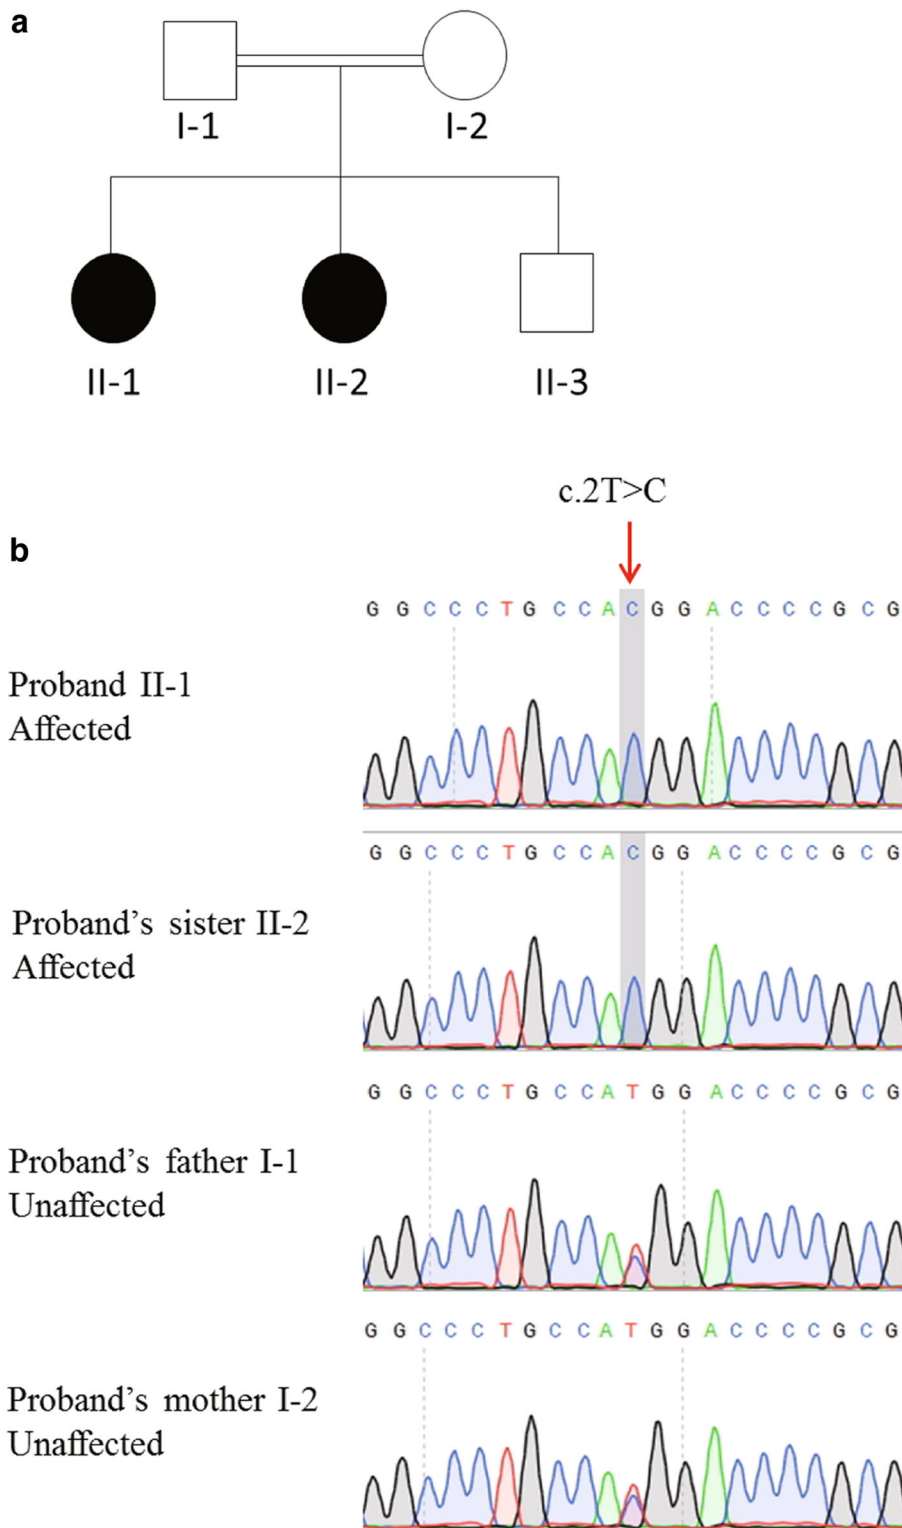 a
I-1
I-2
II-1
II-2
II-3
c.2T>C
b
G G C C C T G C C A C G G A C C C C G C G
Proband II-1
Affected
G G C C C T G C C A C G G A C C C C G C G
Proband's sister II-2
Affected
G G C C C T G C C A T G G A C C C C G C G
Proband's father I-1
Unaffected
G G C C C T G C C A T G G A C C C C G C G
Proband's mother I-2
Unaffected